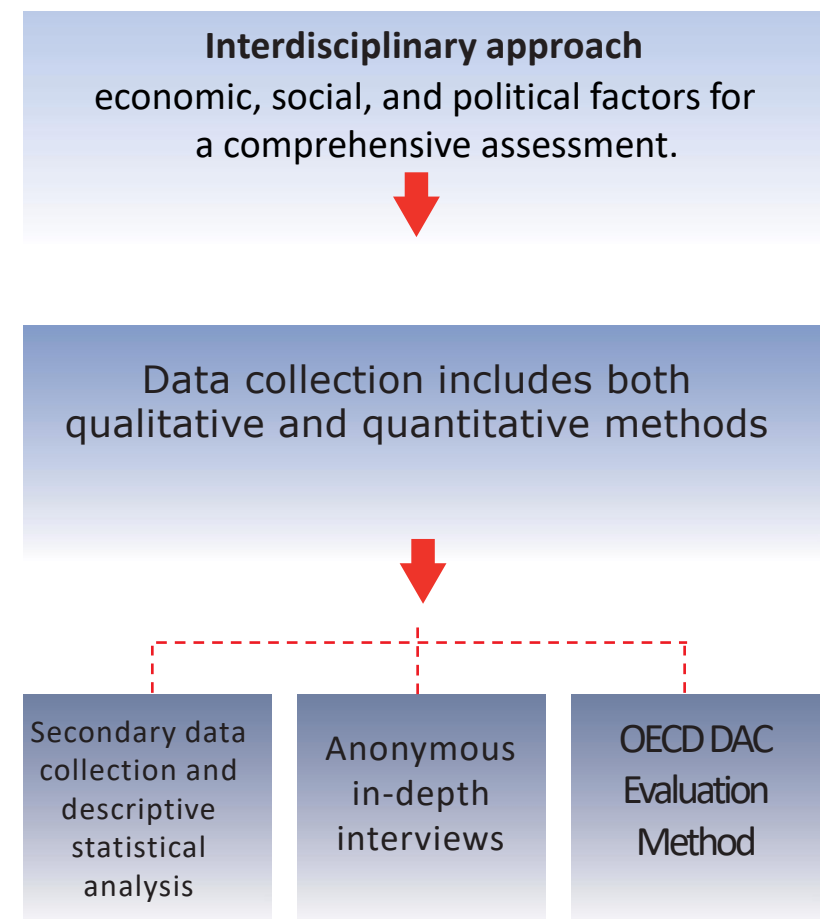 Interdisciplinary approach
economic, social, and political factors for
a comprehensive assessment.
Data collection includes both
qualitative and quantitative methods
Secondary data
collection and
descriptive
statistical
analysis
Anonymous
in-depth
interviews
OECD DAC
Evaluation
Method